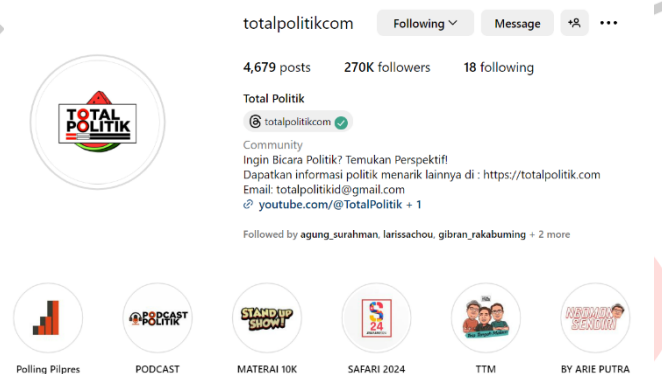 totalpolitikcom Following Message
4,679 posts 270K followers 18 following
Total Politik
totalpolitikcom
Community
Ingin Bicara Politik? Temukan Perspektif!
Dapatkan informasi politik menarik lainnya di : https://totalpolitik.com
Email: totalpolitikid@gmail.com
youtube.com/@TotalPolitik + 1
Followed by agung_surahman, larissachou, gibran_rakabuming + 2 more
TOTAL
POLITIK
PODCAST
POLITIK
STAND UP
SHOW!
24
NGOMON
SENDIRI
Polling Pilpres PODCAST MATERAI 10K SAFARI 2024 TTM BY ARIE PUTRA